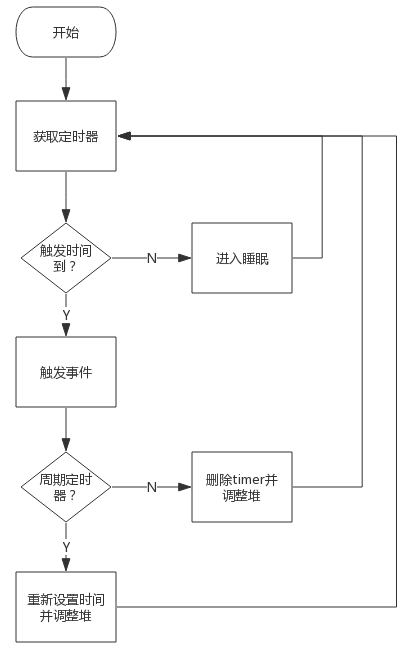 开始
获取定时器
触发时间
到？
N
进入睡眠
Y
触发事件
周期定时
器？
N
删除timer并
调整堆
Y
重新设置时间
并调整堆